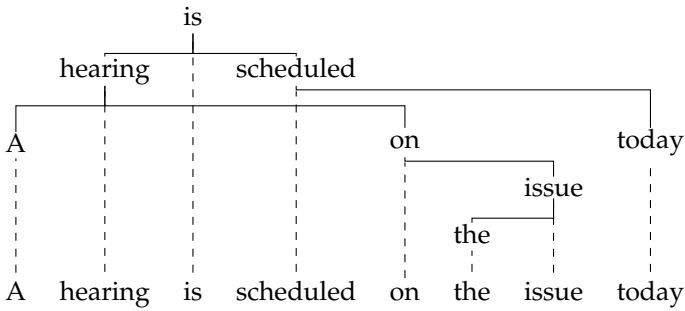 is
hearing scheduled
A on today
issue
the
A hearing is scheduled on the issue today